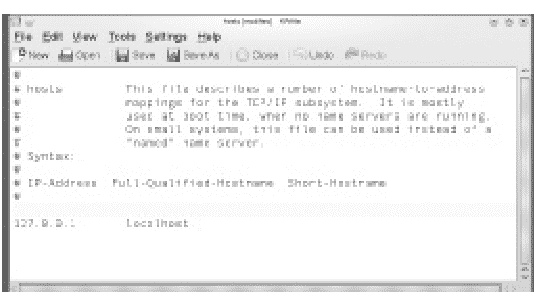 hosts [modified] - KWrite
File Edit View Tools Settings Help
New Open Save Save As Close Undo Redo
#
# hosts This file describes a number of hostname-to-address
# mappings for the TCP/IP subsystem. It is mostly
# used at boot time, when no name servers are running.
# On small systems, this file can be used instead of a
# "named" name server.
# Syntax:
#
# IP-Address Full-Qualified-Hostname Short-Hostname
#
127.0.0.1 localhost